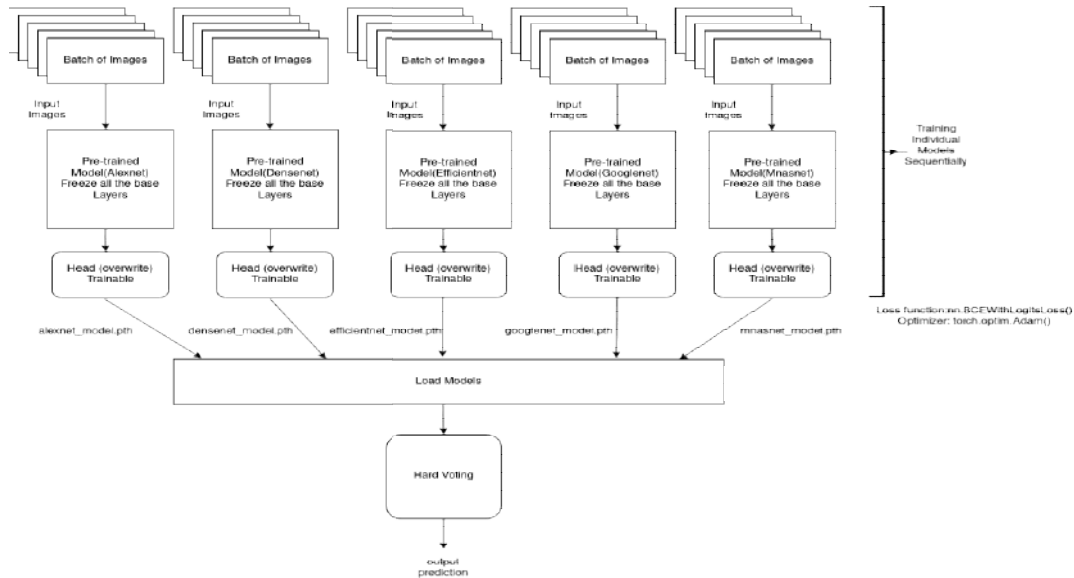 Batch of Images
Batch of Images
Batch of Images
Batch of Images
Batch of Images
Input
Images
Input
Images
Input
Images
Input
Images
Input
Images
Training
Individual
Models
Sequentially
Pre-trained
Model(Alexnet)
Freeze all the base
Layers
Pre-trained
Model(Densenet)
Freeze all the base
Layers
Pre-trained
Model(Efficientnet)
Freeze all the base
Layers
Pre-trained
Model(Googlenet)
Freeze all the base
Layers
Pre-trained
Model(Mnasnet)
Freeze all the base
Layers
Head (overwrite)
Trainable
Head (overwrite)
Trainable
Head (overwrite)
Trainable
Head (overwrite)
Trainable
Head (overwrite)
Trainable
Loss function:nn.BCEWithLogitsLoss()
Optimizer: torch.optim.Adam()
alexnet_model.pth
densenet_model.pth
efficientnet_model.pth
googlenet_model.pth
mnasnet_model.pth
Load Models
Hard Voting
output
prediction